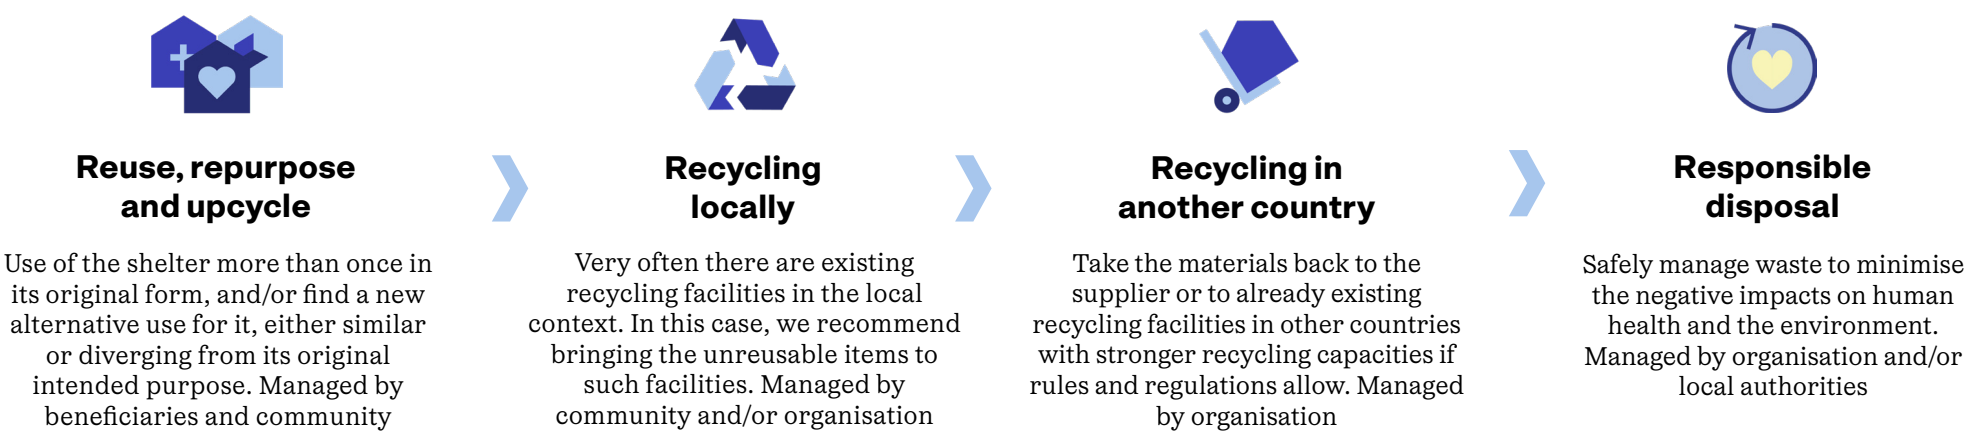 Reuse, repurpose
and upcycle
Use of the shelter more than once in
its original form, and/or find a new
alternative use for it, either similar
or diverging from its original
intended purpose. Managed by
beneficiaries and community
Recycling
locally
Very often there are existing
recycling facilities in the local
context. In this case, we recommend
bringing the unreusable items to
such facilities. Managed by
community and/or organisation
Recycling in
another country
Take the materials back to the
supplier or to already existing
recycling facilities in other countries
with stronger recycling capacities if
rules and regulations allow. Managed
by organisation
Responsible
disposal
Safely manage waste to minimise
the negative impacts on human
health and the environment.
Managed by organisation and/or
local authorities